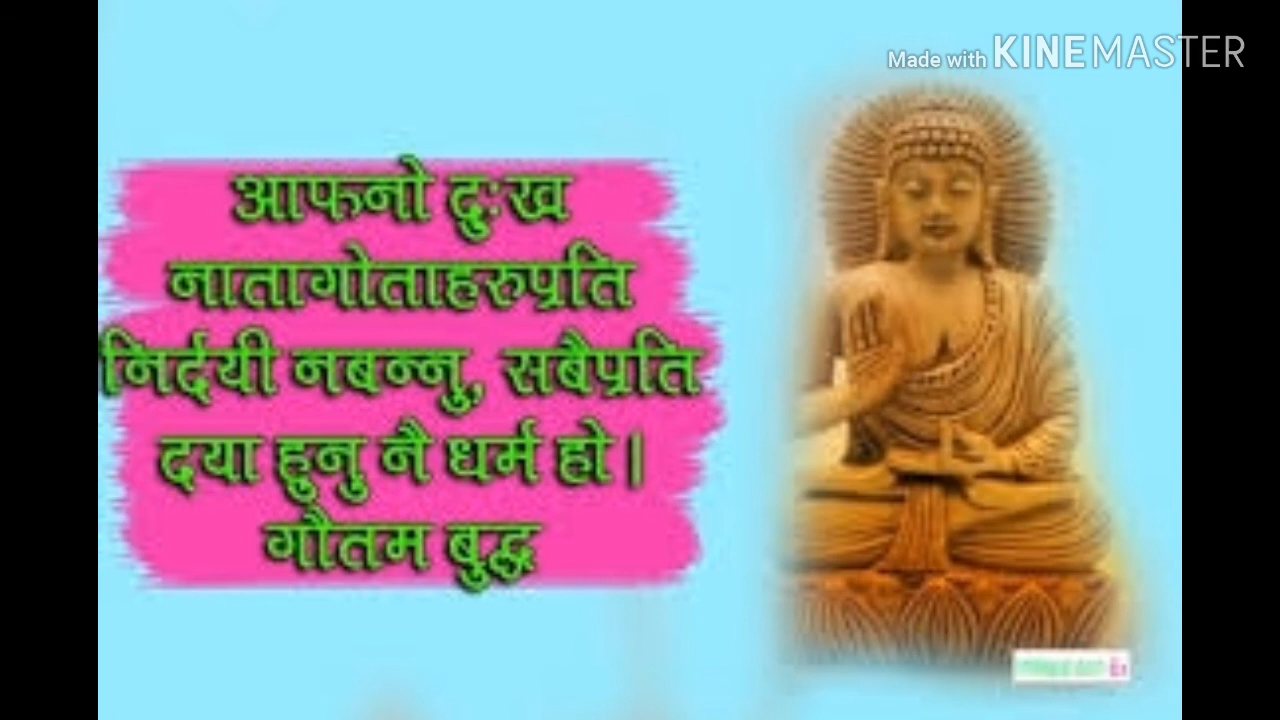 Made with KINEMASTER
आफनो दुःख
नातागोताहरुप्रति
निर्दयी नबन्नु, सबैप्रति
दया हुनु नै धर्म हो।
गौतम बुद्ध